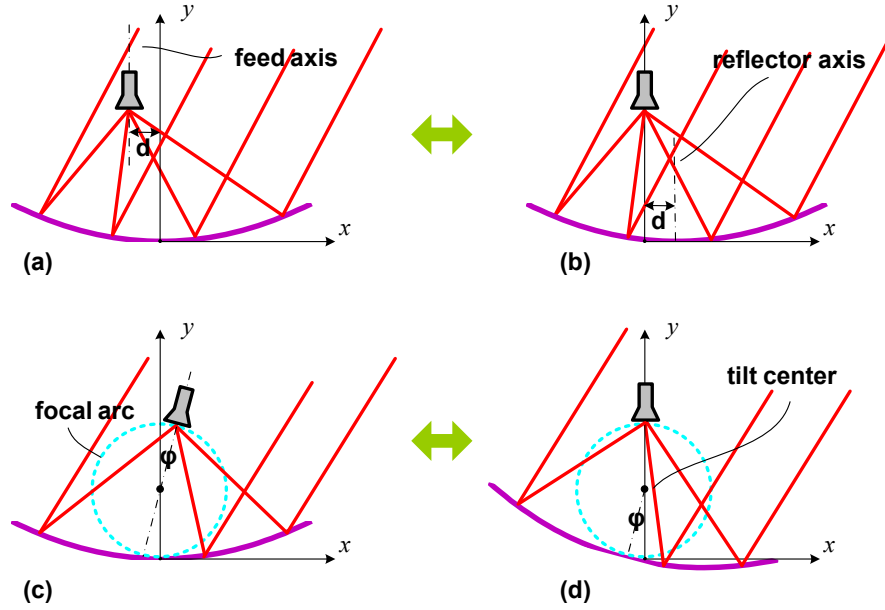 y
y
feed axis
reflector axis
d
d
x
x
(a)
(b)
y
y
focal arc
tilt center
φ
φ
x
x
(c)
(d)